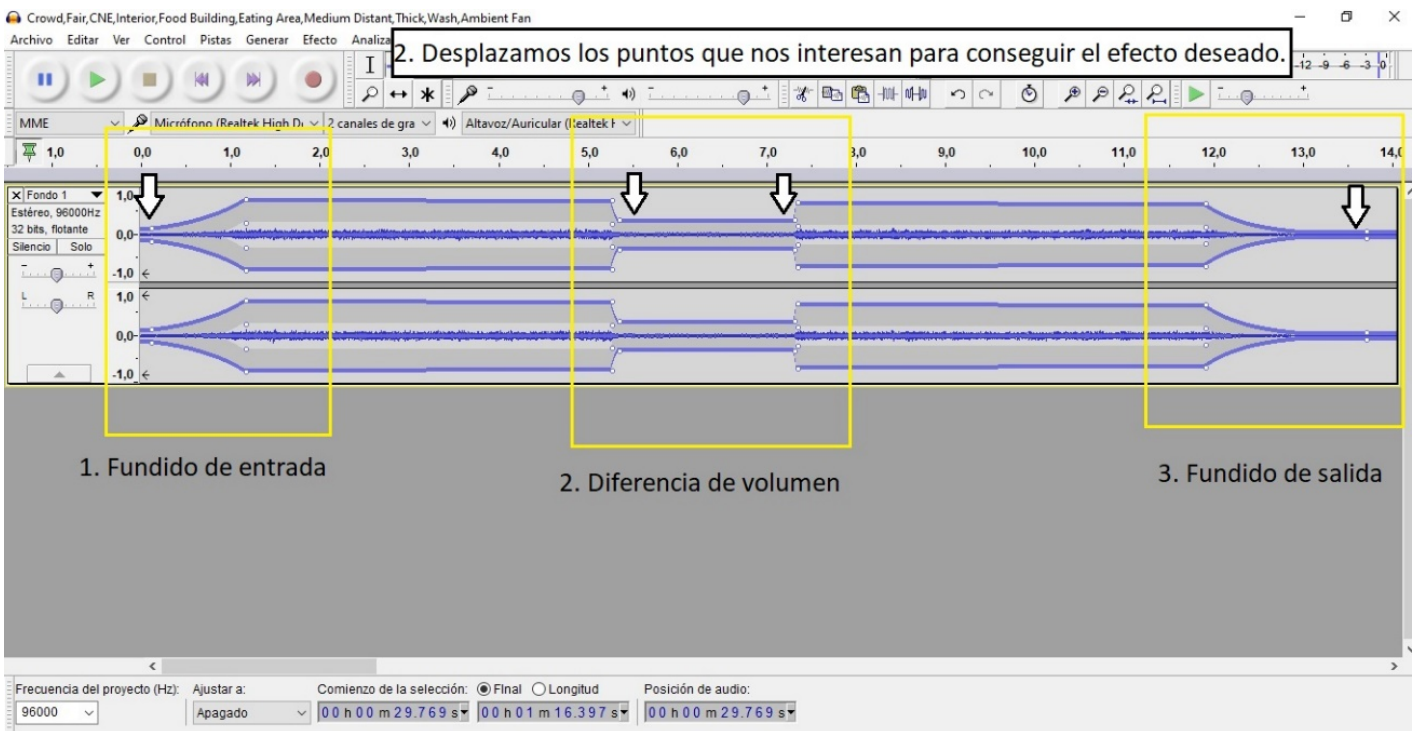 Crowd,Fair,CNE,Interior,Food Building,Eating Area,Medium Distant,Thick,Wash,Ambient Fan
Archivo Editar Ver Control Pistas Generar Efecto Analiza
2. Desplazamos los puntos que nos interesan para conseguir el efecto deseado.
-12 -9 -6 -3 0
MME Micrófono (Realtek High De 2 canales de gra Altavoz/Auricular (Realtek H
1,0 0,0 1,0 2,0 3,0 4,0 5,0 6,0 7,0 8,0 9,0 10,0 11,0 12,0 13,0 14,0
X Fondo 1 1,0
Estéreo, 96000Hz
32 bits, flotante
0,0
Silencio Solo
- + -1,0
L R 1,0
0,0
-1,0
1. Fundido de entrada
2. Diferencia de volumen
3. Fundido de salida
Frecuencia del proyecto (Hz): Ajustar a: Comienzo de la selección: FInal Longitud Posición de audio:
96000 Apagado 00 h 00 m 29.769 s 00 h 01 m 16.397 s 00 h 00 m 29.769 s